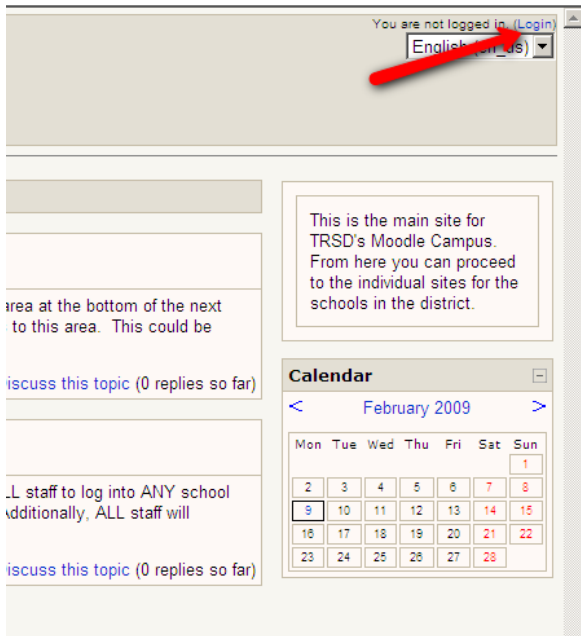 You are not logged in. (Login)
English (en_us)
This is the main site for
TRSD's Moodle Campus.
From here you can proceed
to the individual sites for the
schools in the district.
area at the bottom of the next
to this area. This could be
iscuss this topic (0 replies so far)
LL staff to log into ANY school
Additionally, ALL staff will
iscuss this topic (0 replies so far)
Calendar
< February 2009 >
Mon Tue Wed Thu Fri Sat Sun
1
2 3 4 5 6 7 8
9 10 11 12 13 14 15
16 17 18 19 20 21 22
23 24 25 26 27 28